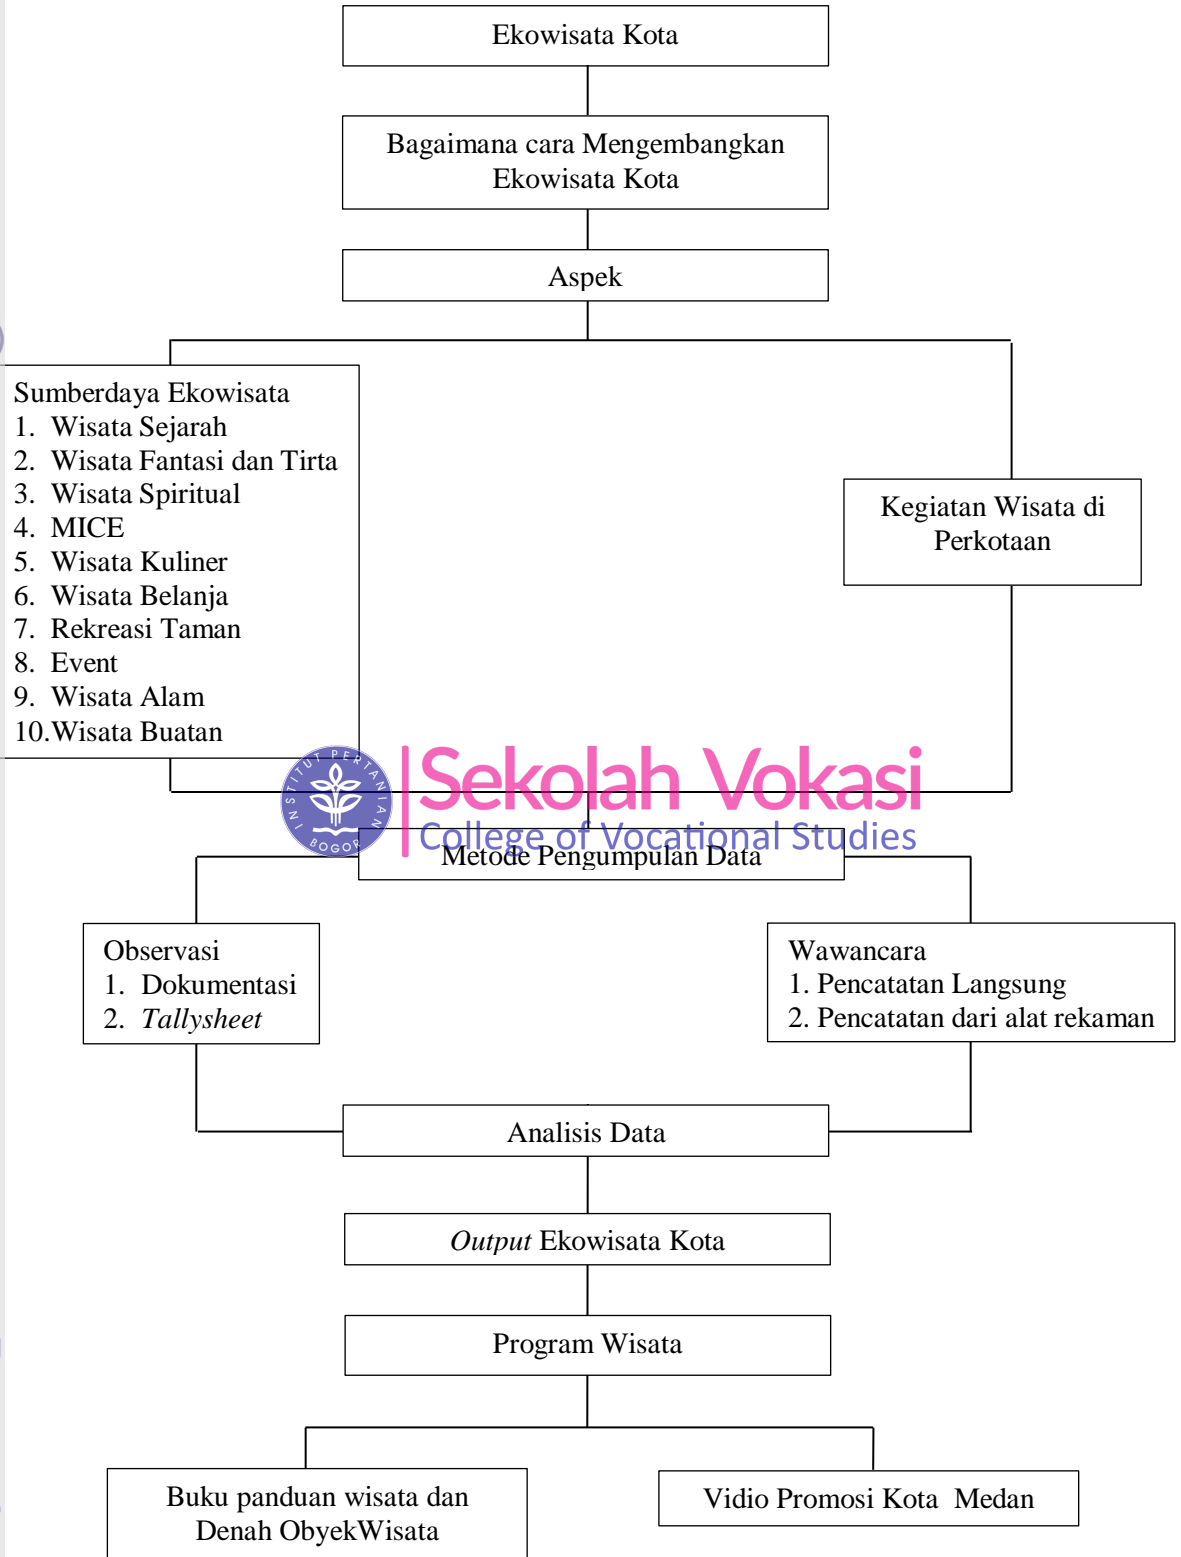 Ekowisata Kota
Bagaimana cara Mengembangkan
Ekowisata Kota
Aspek
Sumberdaya Ekowisata
1. Wisata Sejarah
2. Wisata Fantasi dan Tirta
3. Wisata Spiritual
4. MICE
5. Wisata Kuliner
6. Wisata Belanja
7. Rekreasi Taman
8. Event
9. Wisata Alam
10.Wisata Buatan
Kegiatan Wisata di
Perkotaan
INSTITUT PERTANIAN
BOGOR
Sekolah Vokasi
College of Vocational Studies
Metode Pengumpulan Data
Observasi
1. Dokumentasi
2. Tallysheet
Wawancara
1. Pencatatan Langsung
2. Pencatatan dari alat rekaman
Analisis Data
Output Ekowisata Kota
Program Wisata
Buku panduan wisata dan
Denah ObyekWisata
Vidio Promosi Kota  Medan